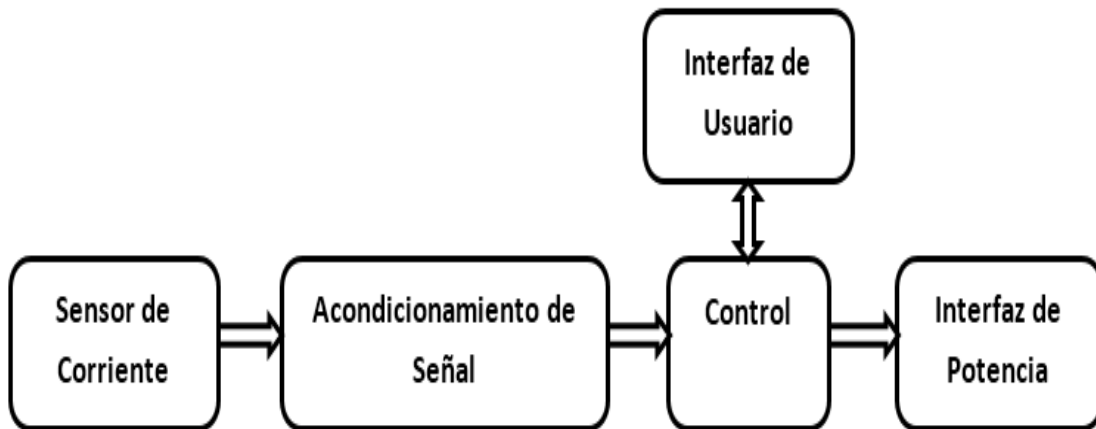 Interfaz de
Usuario
Sensor de
Corriente
Acondicionamiento de
Señal
Control
Interfaz de
Potencia